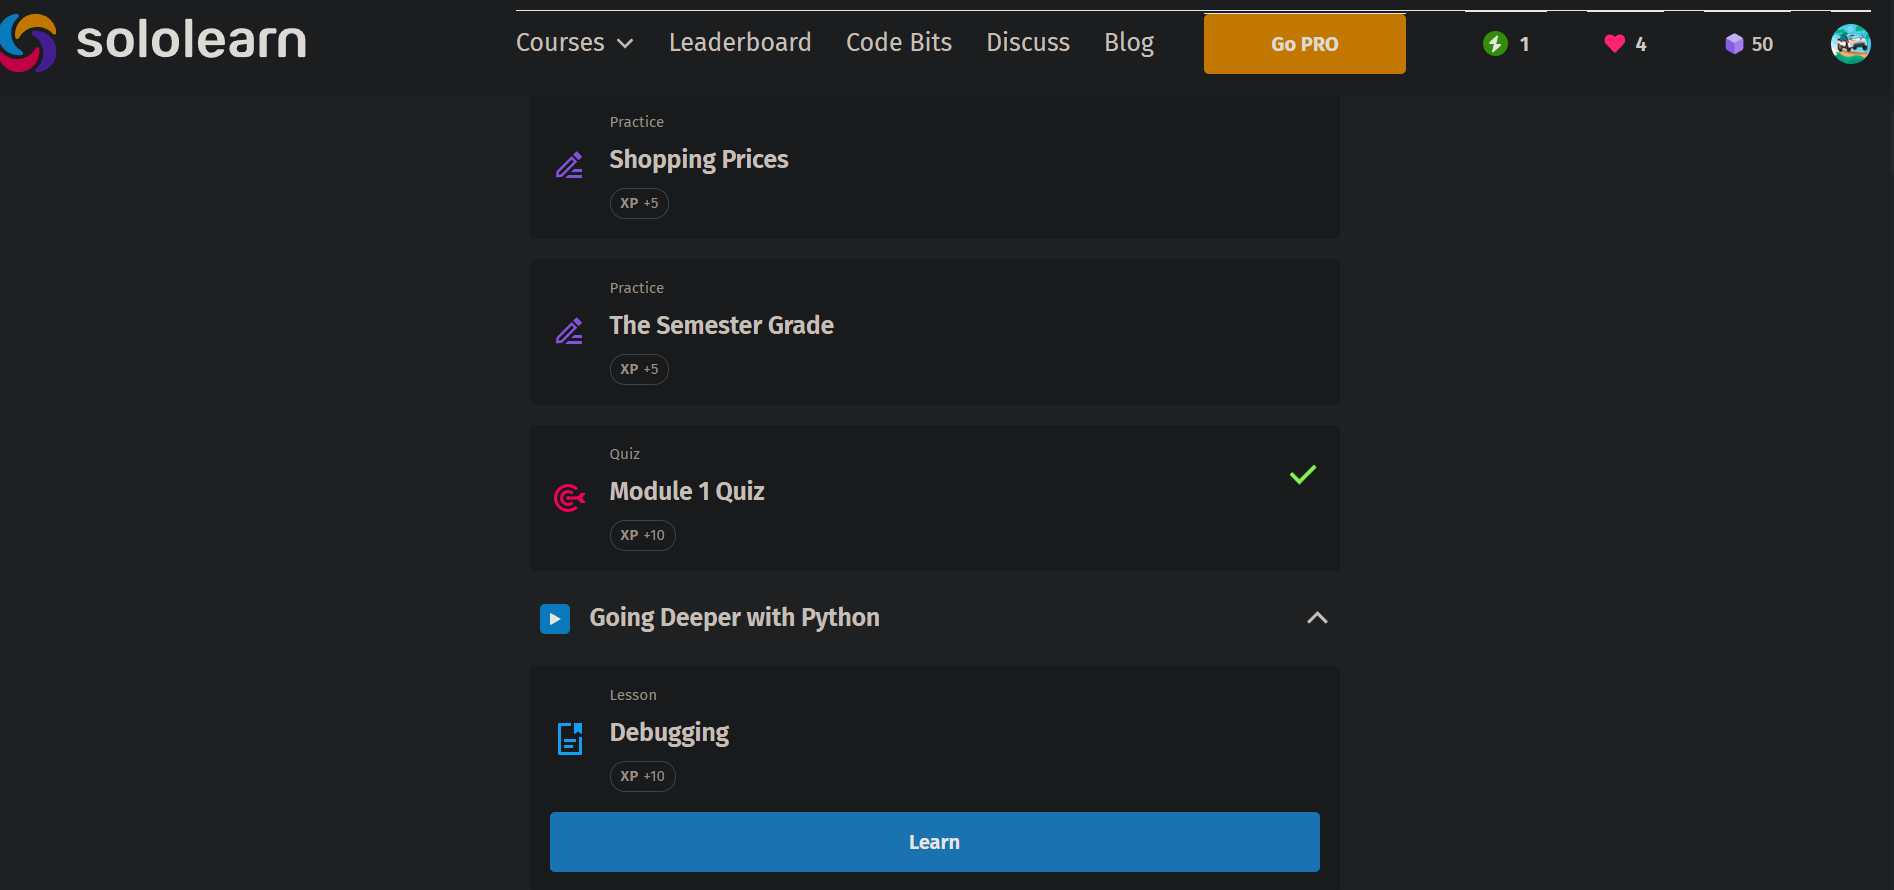 sololearn
Courses Leaderboard Code Bits Discuss Blog Go PRO 1 4 50
Practice
Shopping Prices
XP +5
Practice
The Semester Grade
XP +5
Quiz
Module 1 Quiz
XP +10
Going Deeper with Python
Lesson
Debugging
XP +10
Learn